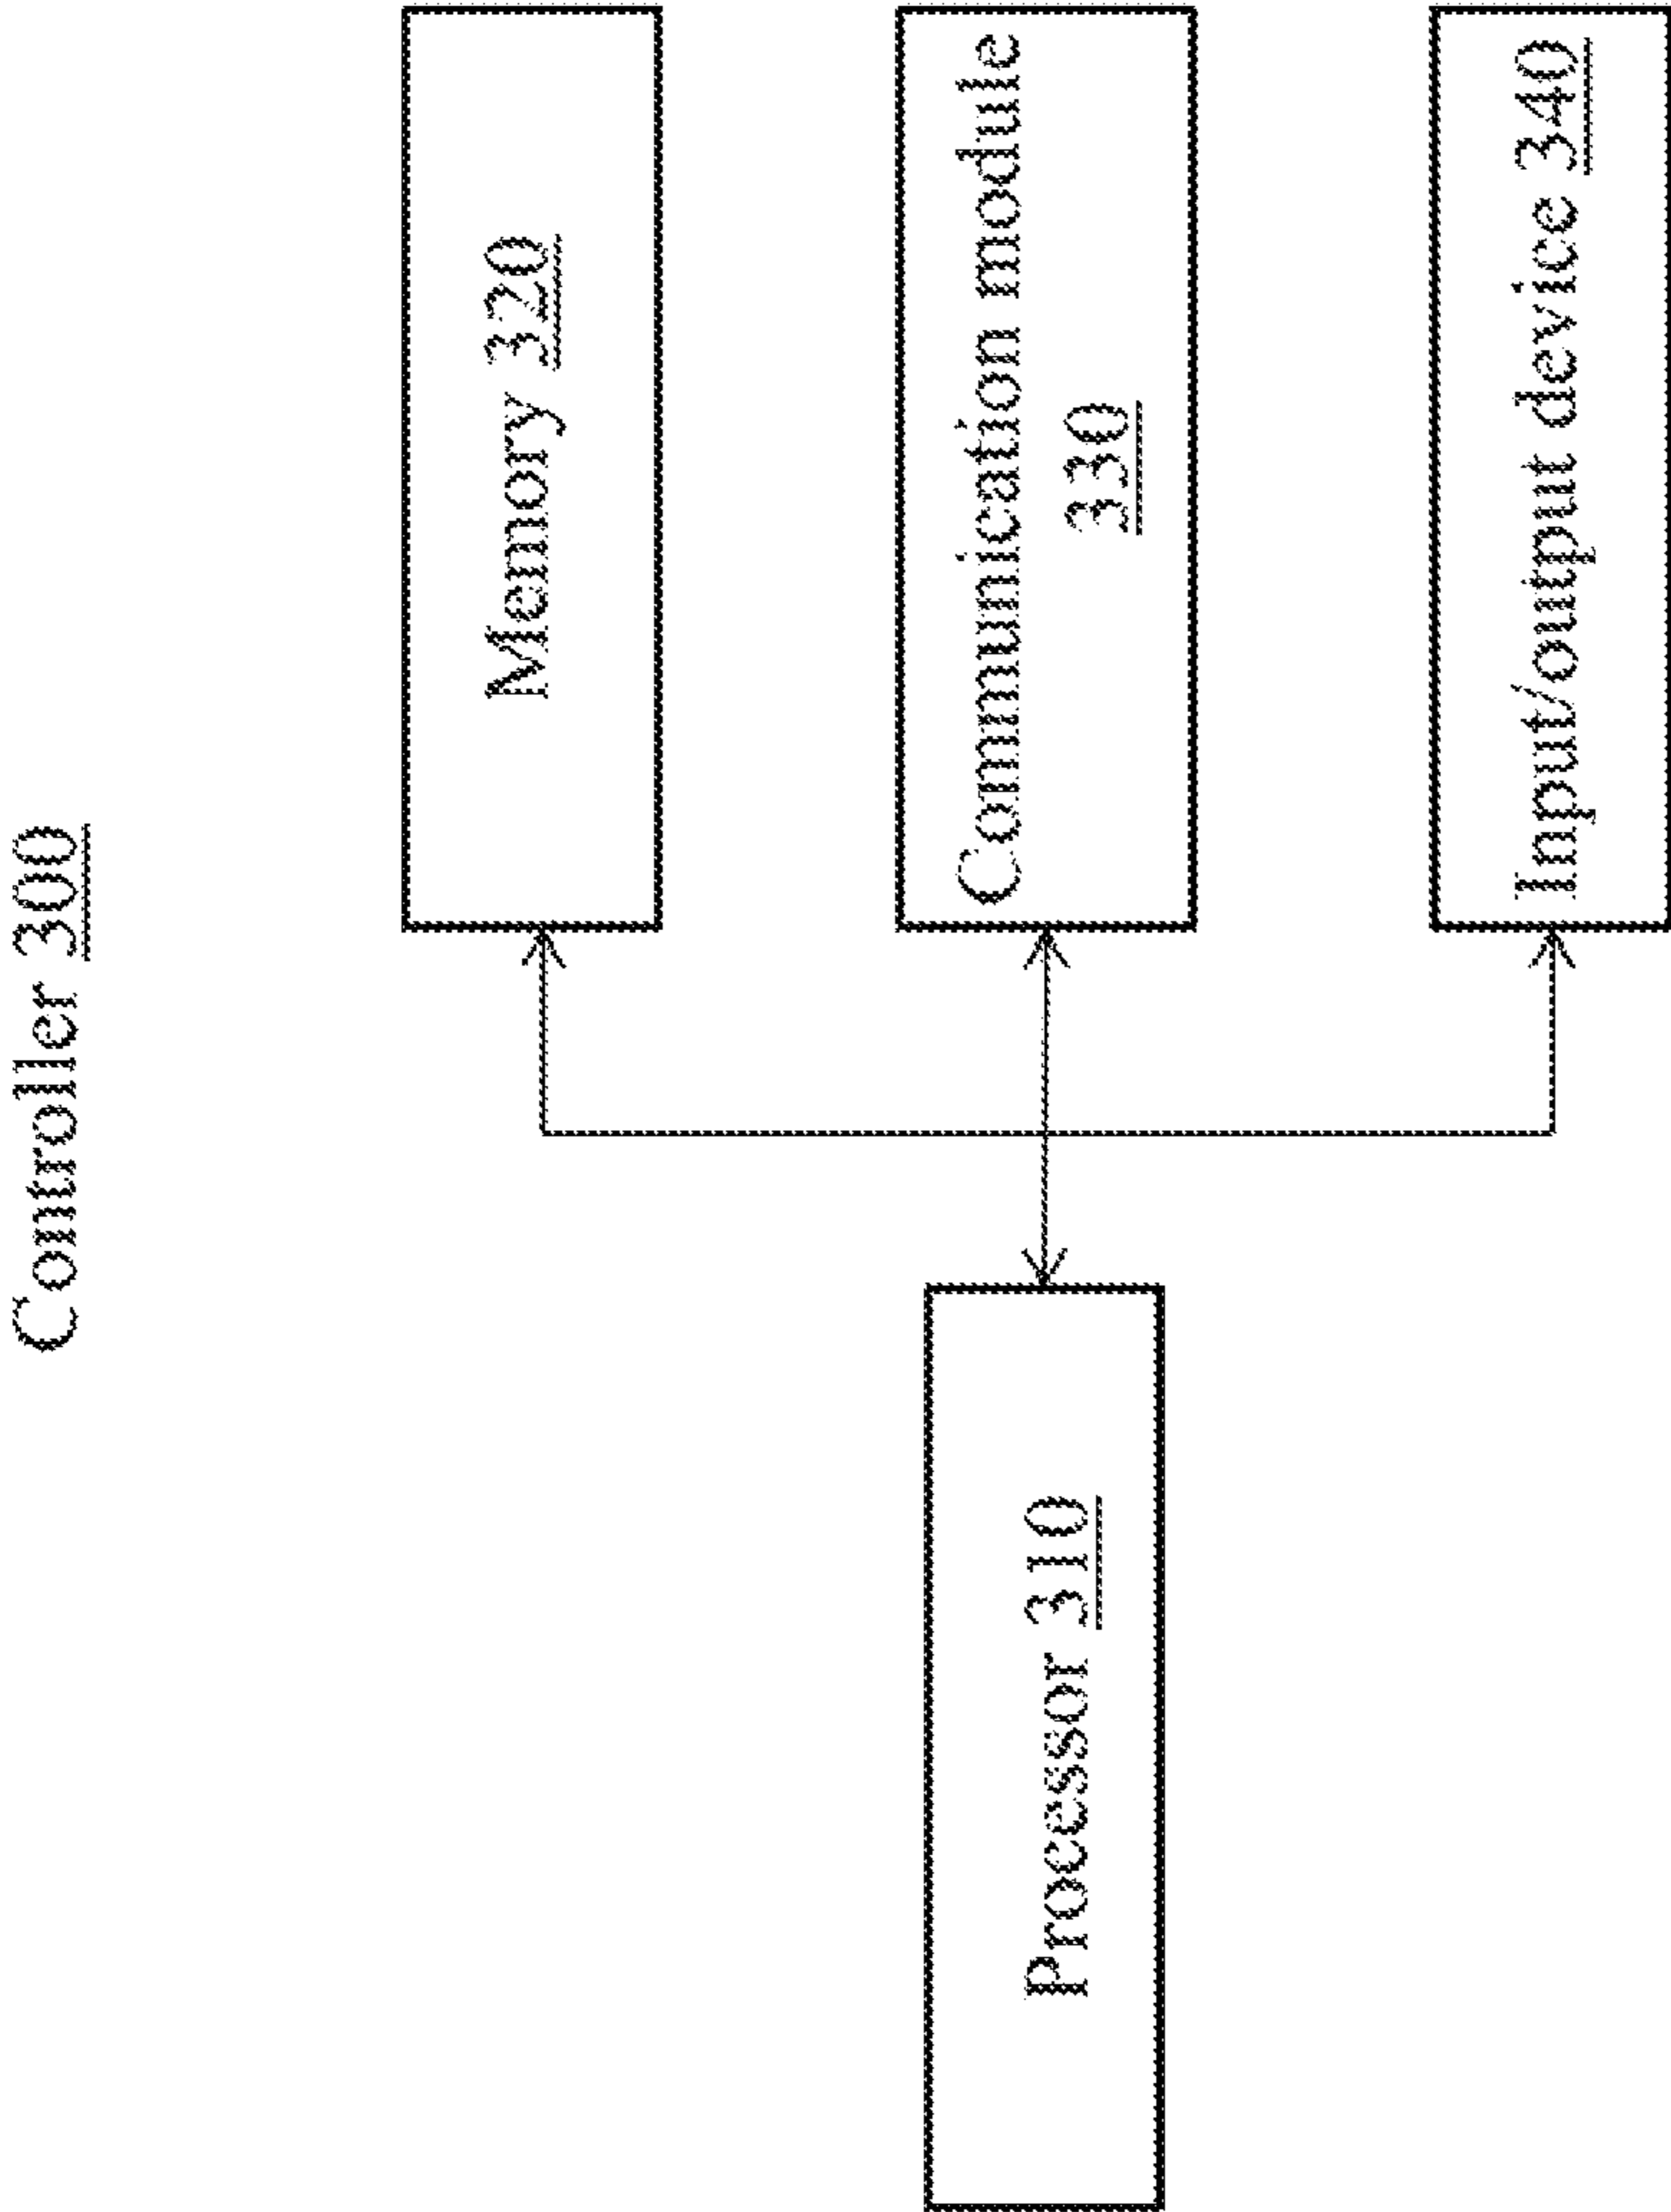 Controller 300
Memory 320
Communication module
330
Input/output device 340
Processor 310